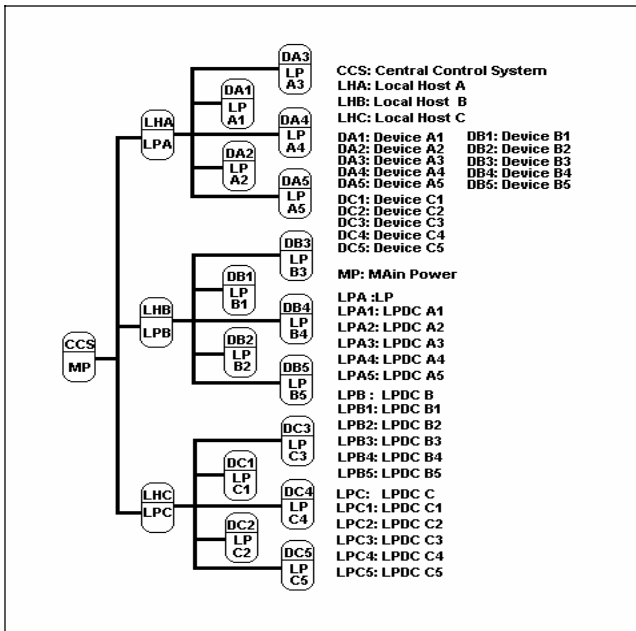 DA3
LP
A3
DA1
LP
A1
LHA
LPA
DA4
LP
A4
DA2
LP
A2
DA5
LP
A5
DB3
LP
B3
DB1
LP
B1
LHB
LPB
DB4
LP
B4
DB2
LP
B2
DB5
LP
B5
CCS
MP
DC3
LP
C3
DC1
LP
C1
LHC
LPC
DC4
LP
C4
DC2
LP
C2
DC5
LP
C5
CCS: Central Control System
LHA: Local Host A
LHB: Local Host B
LHC: Local Host C
DA1: Device A1 DB1: Device B1
DA2: Device A2 DB2: Device B2
DA3: Device A3 DB3: Device B3
DA4: Device A4 DB4: Device B4
DA5: Device A5 DB5: Device B5
DC1: Device C1
DC2: Device C2
DC3: Device C3
DC4: Device C4
DC5: Device C5
MP: MAin Power
LPA :LP
LPA1: LPDC A1
LPA2: LPDC A2
LPA3: LPDC A3
LPA4: LPDC A4
LPA5: LPDC A5
LPB : LPDC B
LPB1: LPDC B1
LPB2: LPDC B2
LPB3: LPDC B3
LPB4: LPDC B4
LPB5: LPDC B5
LPC: LPDC C
LPC1: LPDC C1
LPC2: LPDC C2
LPC3: LPDC C3
LPC4: LPDC C4
LPC5: LPDC C5